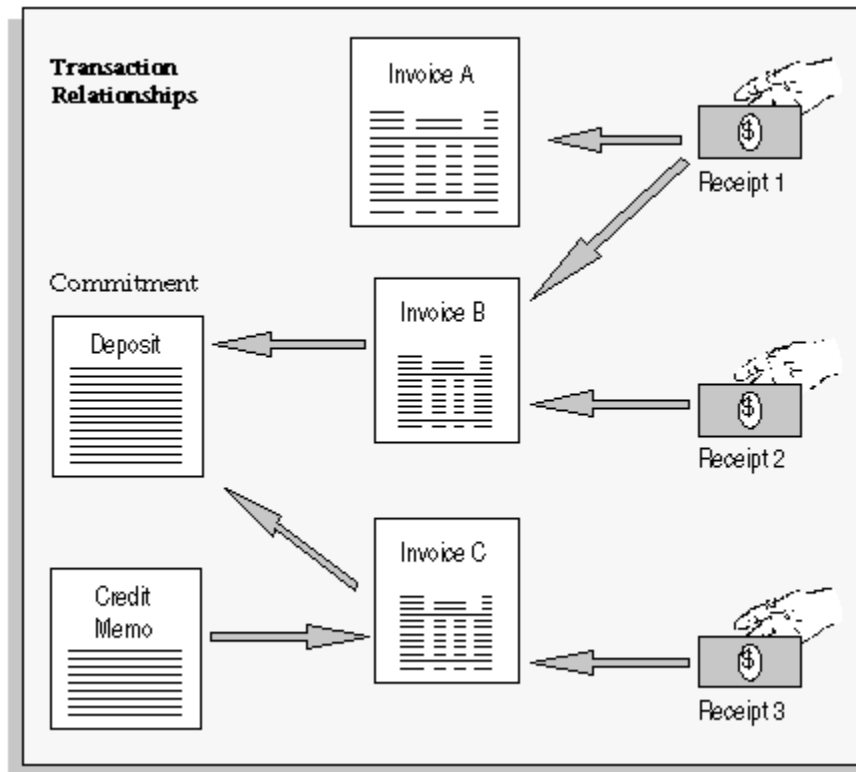 Transaction
Relationships
Invoice A
$
Receipt 1
Commitment
Deposit
Invoice B
$
Receipt 2
Credit
Memo
Invoice C
$
Receipt 3